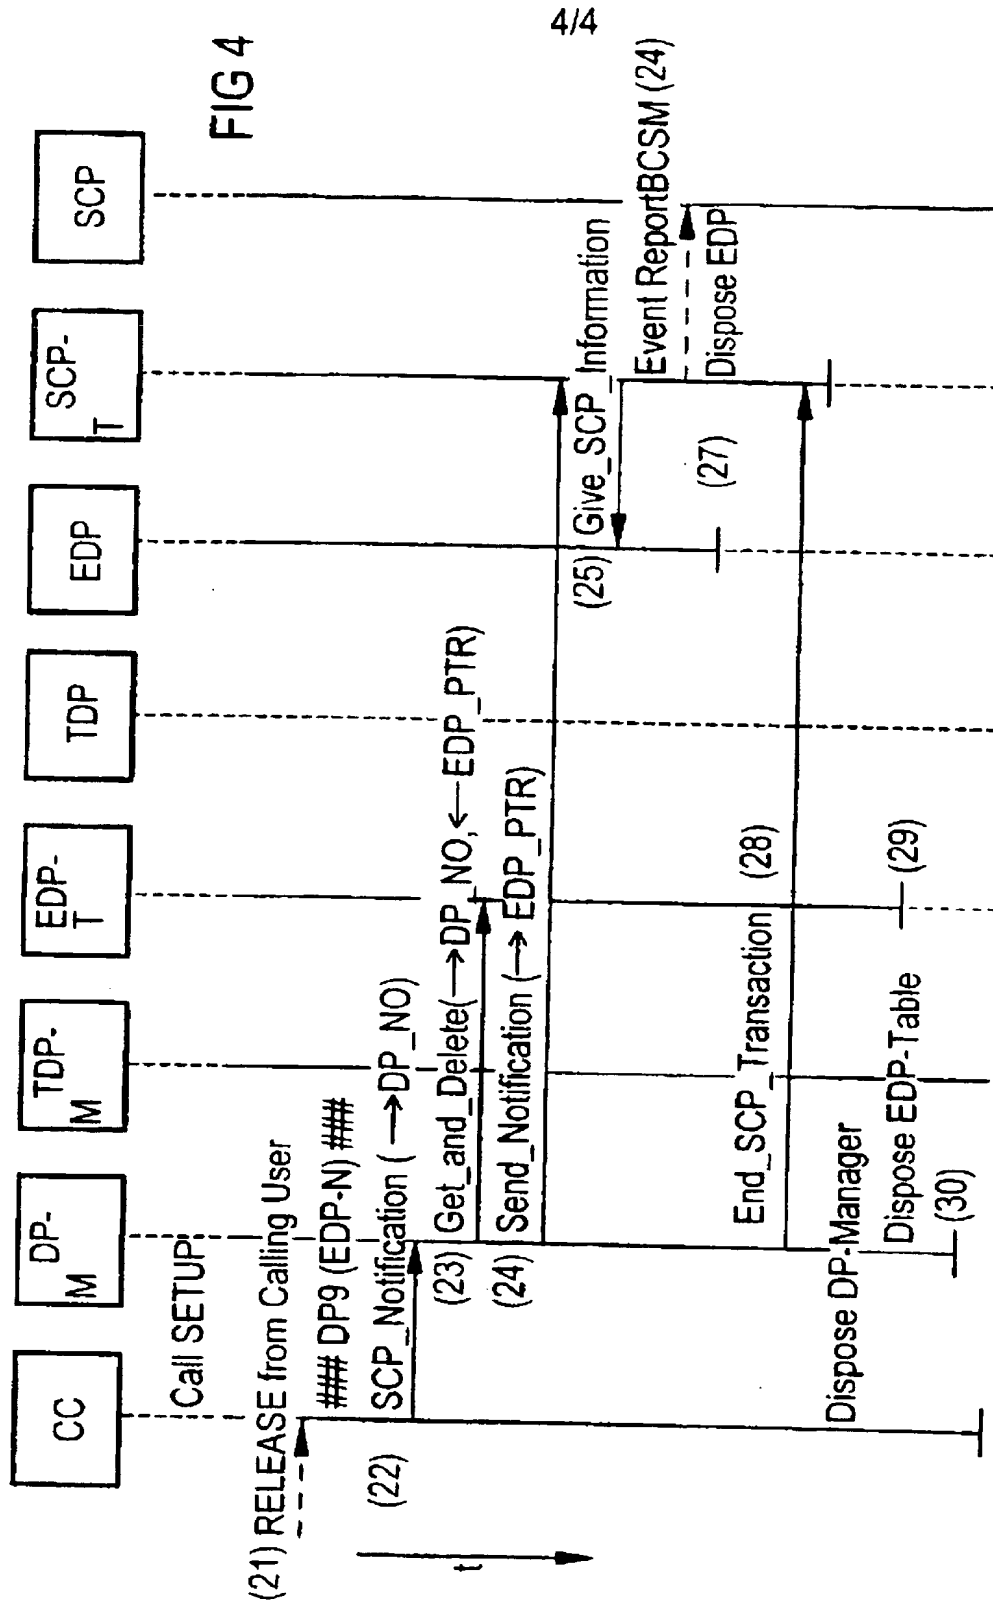 4/4
FIG 4
CC
DP-
M
TDP-
M
EDP-
T
TDP
EDP
SCP-
T
SCP
Call SETUP
(21) RELEASE from Calling User
### DP9 (EDP-N) ###
(22)
SCP_Notification ( → DP_NO)
(23) Get_and_Delete(→DP_NO,←EDP_PTR)
(24) Send_Notification (→ EDP_PTR)
t
(25) Give_SCP_Information
Event ReportBCSM (24)
Dispose EDP
(27)
End_SCP_Transaction (28)
Dispose EDP-Table (29)
Dispose DP-Manager (30)